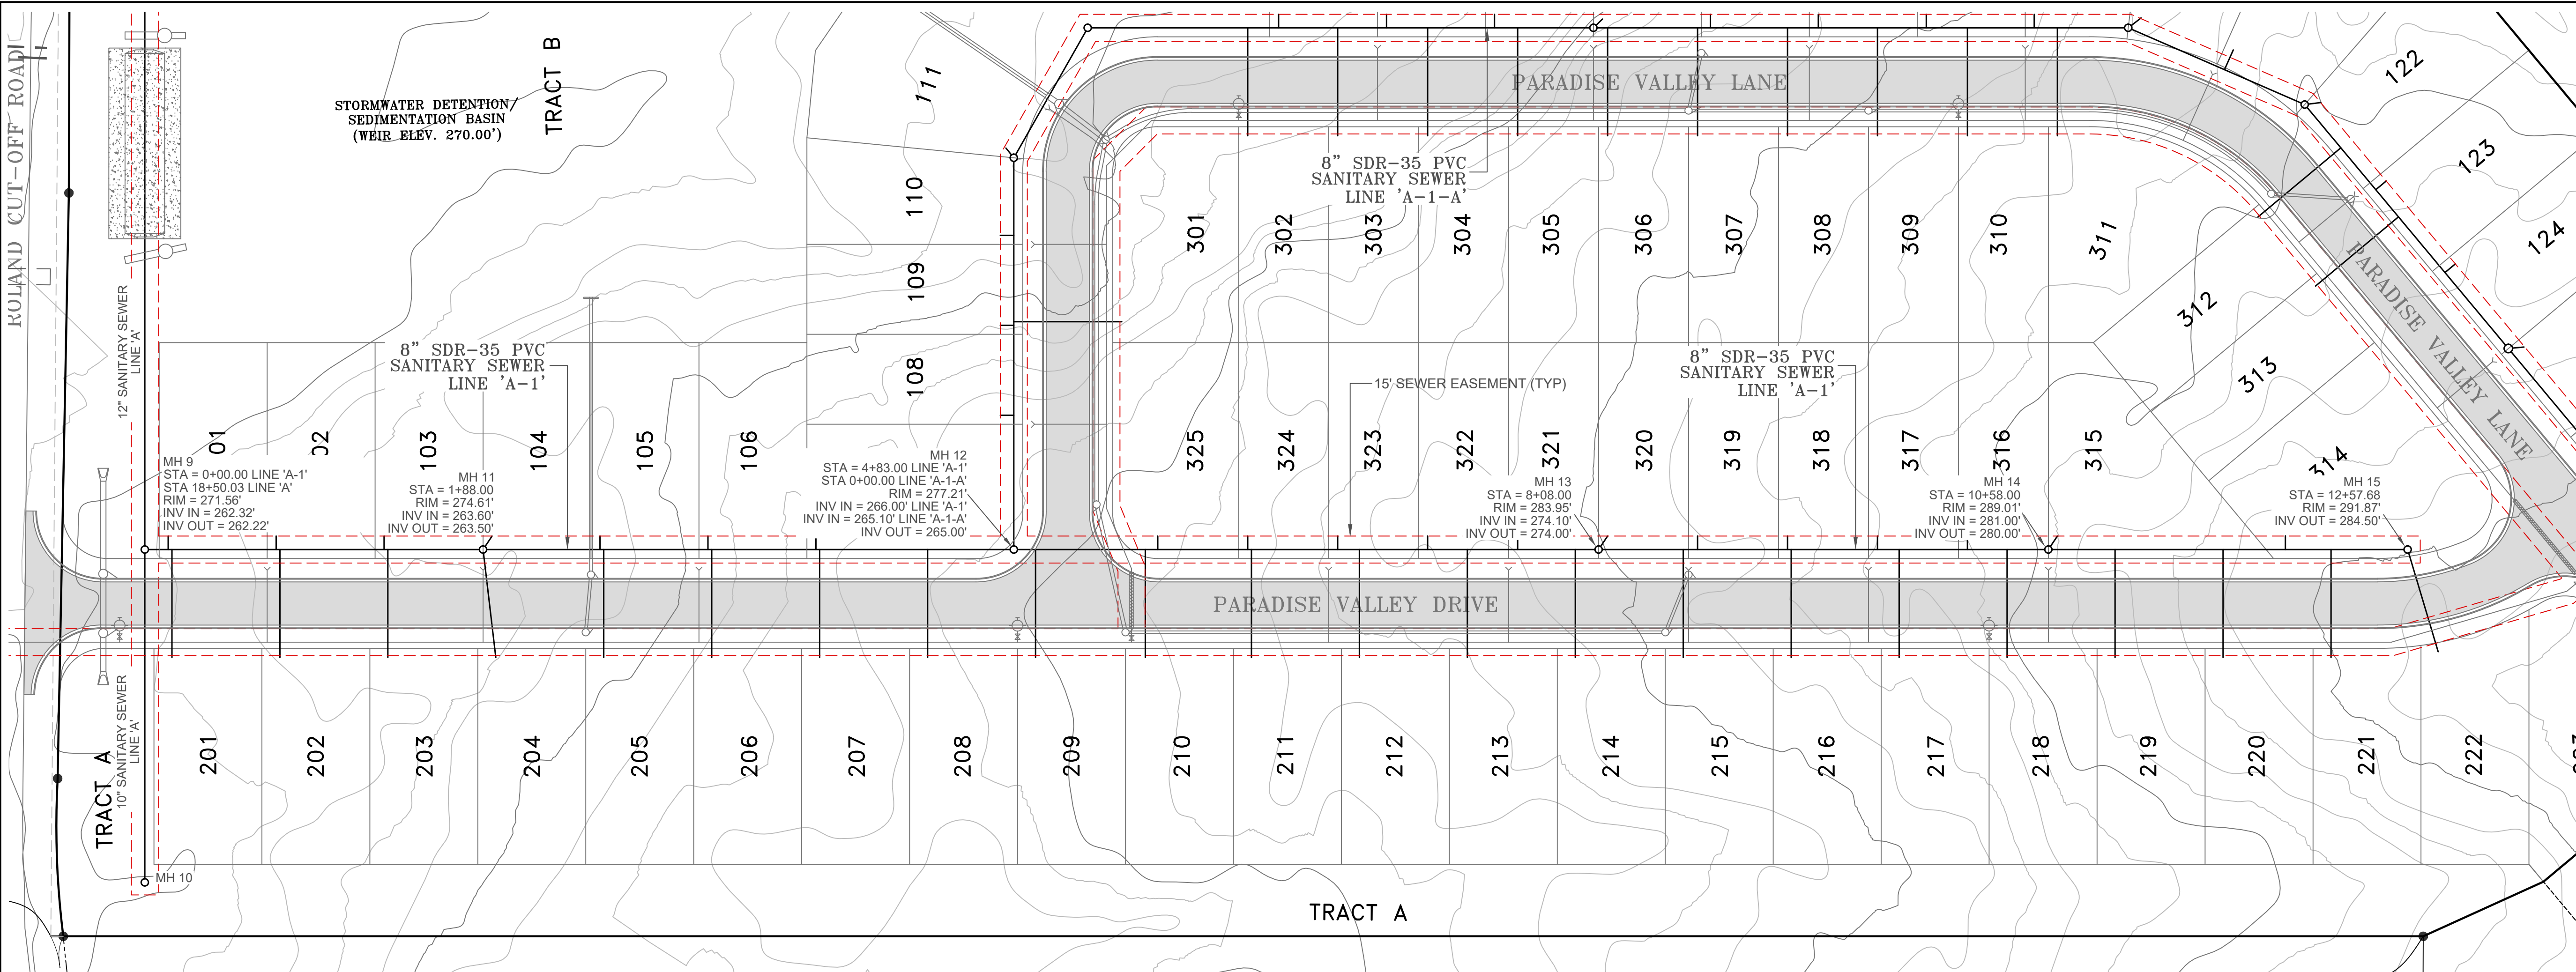 ROLAND CUT-OFF ROAD
STORMWATER DETENTION/
SEDIMENTATION BASIN
(WEIR ELEV. 270.00')
TRACT B
111
110
109
108
PARADISE VALLEY LANE
8" SDR-35 PVC
SANITARY SEWER
LINE 'A-1-A'
122
123
124
301
302
303
304
305
306
307
308
309
310
311
312
313
314
PARADISE VALLEY LANE
12" SANITARY SEWER
LINE 'A'
8" SDR-35 PVC
SANITARY SEWER
LINE 'A-1'
15' SEWER EASEMENT (TYP)
8" SDR-35 PVC
SANITARY SEWER
LINE 'A-1'
01
02
103
104
105
106
325
324
323
322
321
320
319
318
317
316
315
MH 9
STA = 0+00.00 LINE 'A-1'
STA 18+50.03 LINE 'A'
RIM = 271.56'
INV IN = 262.32'
INV OUT = 262.22'
MH 11
STA = 1+88.00
RIM = 274.61'
INV IN = 263.60'
INV OUT = 263.50'
MH 12
STA = 4+83.00 LINE 'A-1'
STA 0+00.00 LINE 'A-1-A'
RIM = 277.21'
INV IN = 266.00' LINE 'A-1'
INV IN = 265.10' LINE 'A-1-A'
INV OUT = 265.00'
MH 13
STA = 8+08.00
RIM = 283.95'
INV IN = 274.10'
INV OUT = 274.00'
MH 14
STA = 10+58.00
RIM = 289.01'
INV IN = 281.00'
INV OUT = 280.00'
MH 15
STA = 12+57.68
RIM = 291.87'
INV OUT = 284.50'
PARADISE VALLEY DRIVE
TRACT A
10" SANITARY SEWER
LINE 'A'
201
202
203
204
205
206
207
208
209
210
211
212
213
214
215
216
217
218
219
220
221
222
MH 10
TRACT A